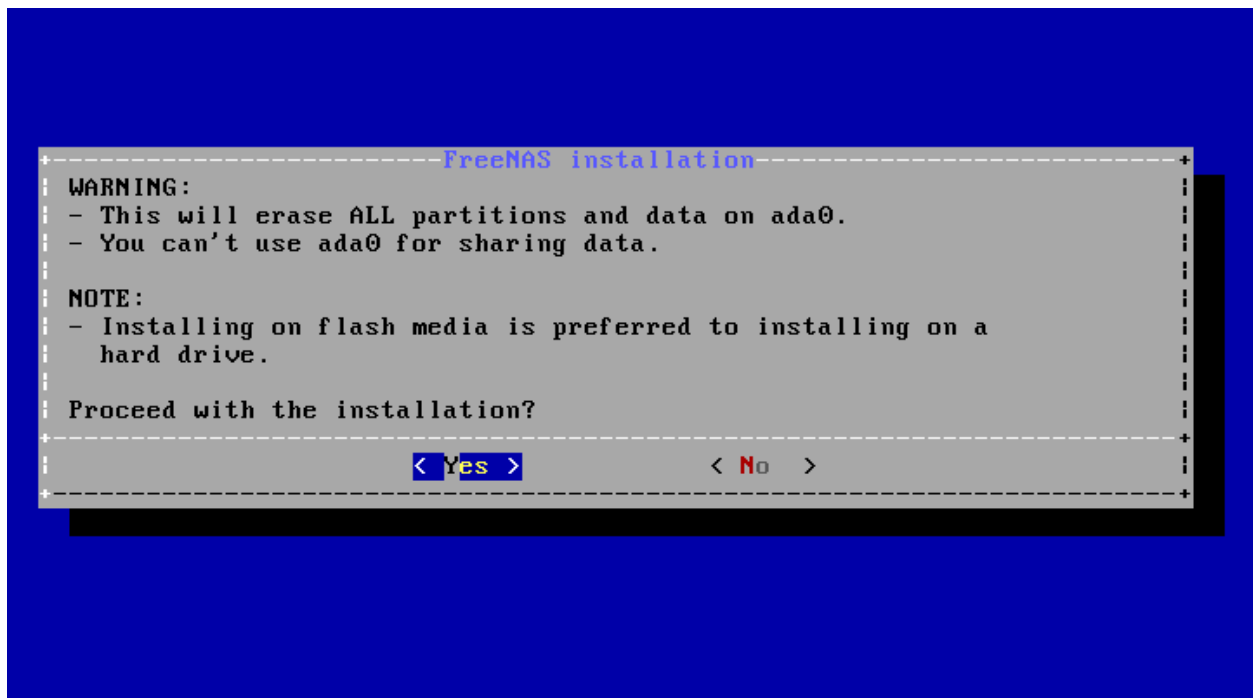 FreeNAS installation
WARNING:
- This will erase ALL partitions and data on ada0.
- You can't use ada0 for sharing data.
NOTE:
- Installing on flash media is preferred to installing on a
hard drive.
Proceed with the installation?
< Yes > < No >